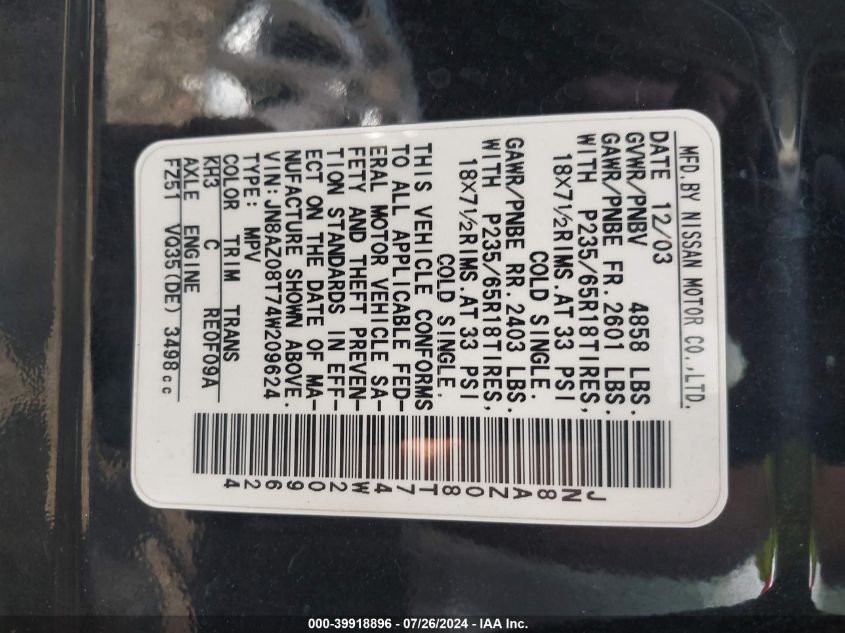 MFD.BY NISSAN MOTOR CO.,LTD.
DATE 12/03
GVWR/PNBV 4858 LBS.
GAWR/PNBE FR. 2601 LBS.
WITH P235/65R18TIRES,
18X7½RIMS.AT 33 PSI
COLD SINGLE.
GAWR/PNBE RR. 2403 LBS.
WITH P235/65R18TIRES,
18X7½RIMS.AT 33 PSI
COLD SINGLE.
THIS VEHICLE CONFORMS
TO ALL APPLICABLE FED-
ERAL MOTOR VEHICLE SA-
FETY AND THEFT PREVEN-
TION STANDARDS IN EFF-
ECT ON THE DATE OF MA-
NUFACTURE SHOWN ABOVE.
VIN: JN8AZ08T74W209624
TYPE: MPV
COLOR TRIM TRANS
KH3 C RE0F09A
AXLE ENGINE
FZ51 VQ35(DE) 3498cc
JN8AZ08T74W209624
000-39918896 - 07/26/2024 - IAA Inc.